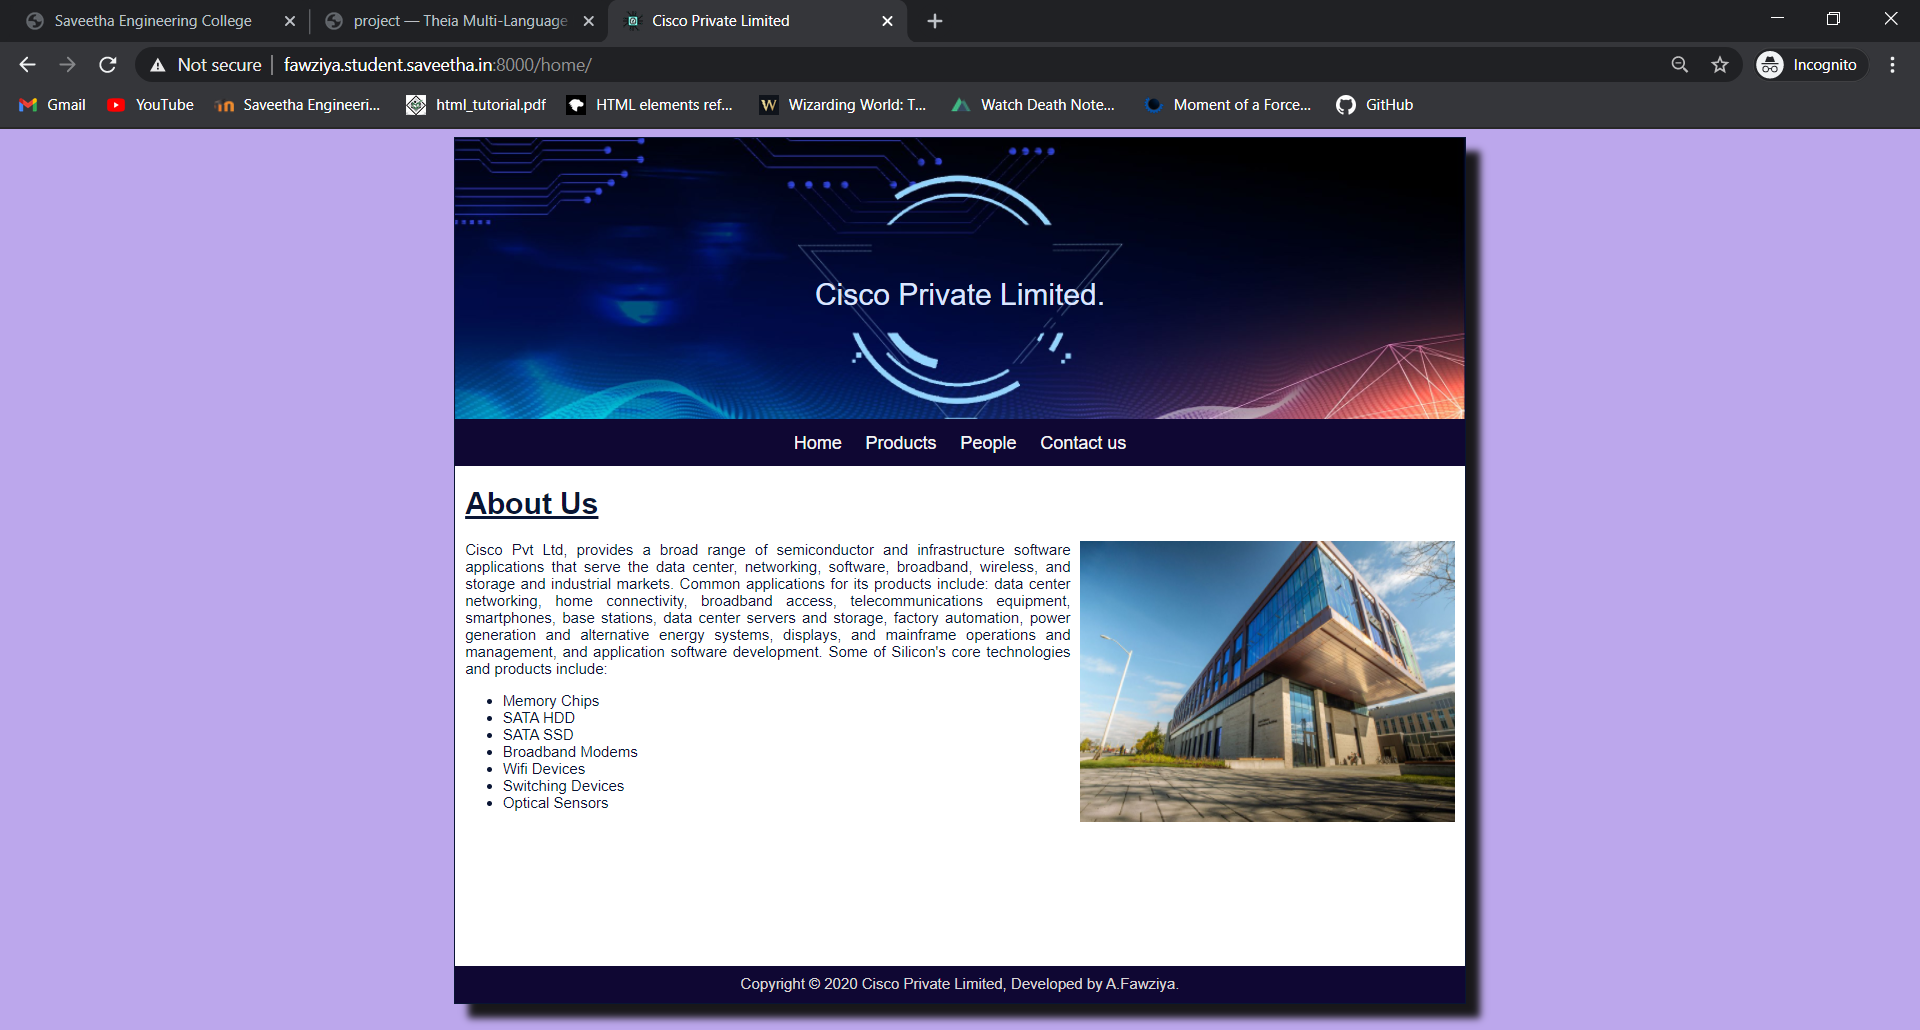 Saveetha Engineering College
project — Theia Multi-Language
Cisco Private Limited
Not secure
fawziya.student.saveetha.in:8000/home/
Incognito
Gmail
YouTube
Saveetha Engineeri...
html_tutorial.pdf
HTML elements ref...
Wizarding World: T...
Watch Death Note...
Moment of a Force...
GitHub
Cisco Private Limited.
Home
Products
People
Contact us
About Us
Cisco Pvt Ltd, provides a broad range of semiconductor and infrastructure software
applications that serve the data center, networking, software, broadband, wireless, and
storage and industrial markets. Common applications for its products include: data center
networking, home connectivity, broadband access, telecommunications equipment,
smartphones, base stations, data center servers and storage, factory automation, power
generation and alternative energy systems, displays, and mainframe operations and
management, and application software development. Some of Silicon's core technologies
and products include:
Memory Chips
SATA HDD
SATA SSD
Broadband Modems
Wifi Devices
Switching Devices
Optical Sensors
Copyright © 2020 Cisco Private Limited, Developed by A.Fawziya.